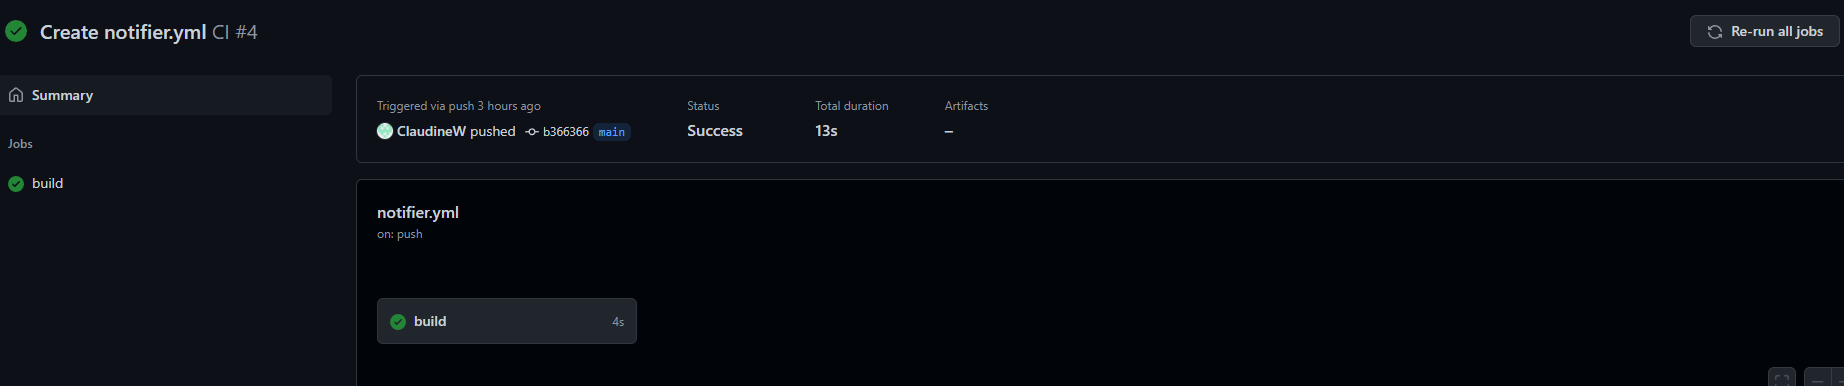 Create notifier.yml CI #4
Re-run all jobs
Summary
Jobs
build
Triggered via push 3 hours ago
ClaudineW pushed b366366 main
Status
Success
Total duration
13s
Artifacts
–
notifier.yml
on: push
build 4s